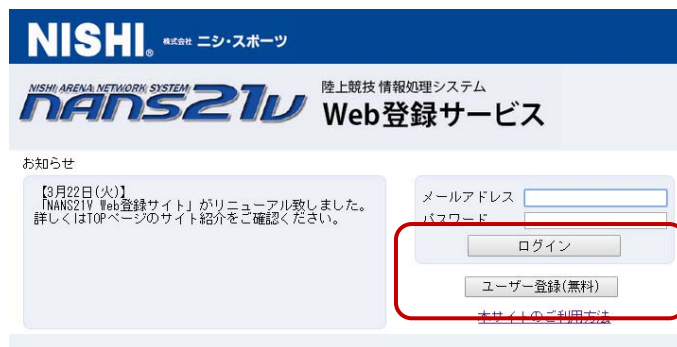 NISHI® 株式会社 ニシ・スポーツ
NISHI ARENA NETWORK SYSTEM
nans21v
陸上競技 情報処理システム
Web登録サービス
お知らせ
【3月22日(火)】
「NANS21V Web登録サイト」がリニューアル致しました。
詳しくはTOPページのサイト紹介をご確認ください。
メールアドレス
パスワード
ログイン
ユーザー登録(無料)
本サイトのご利用方法